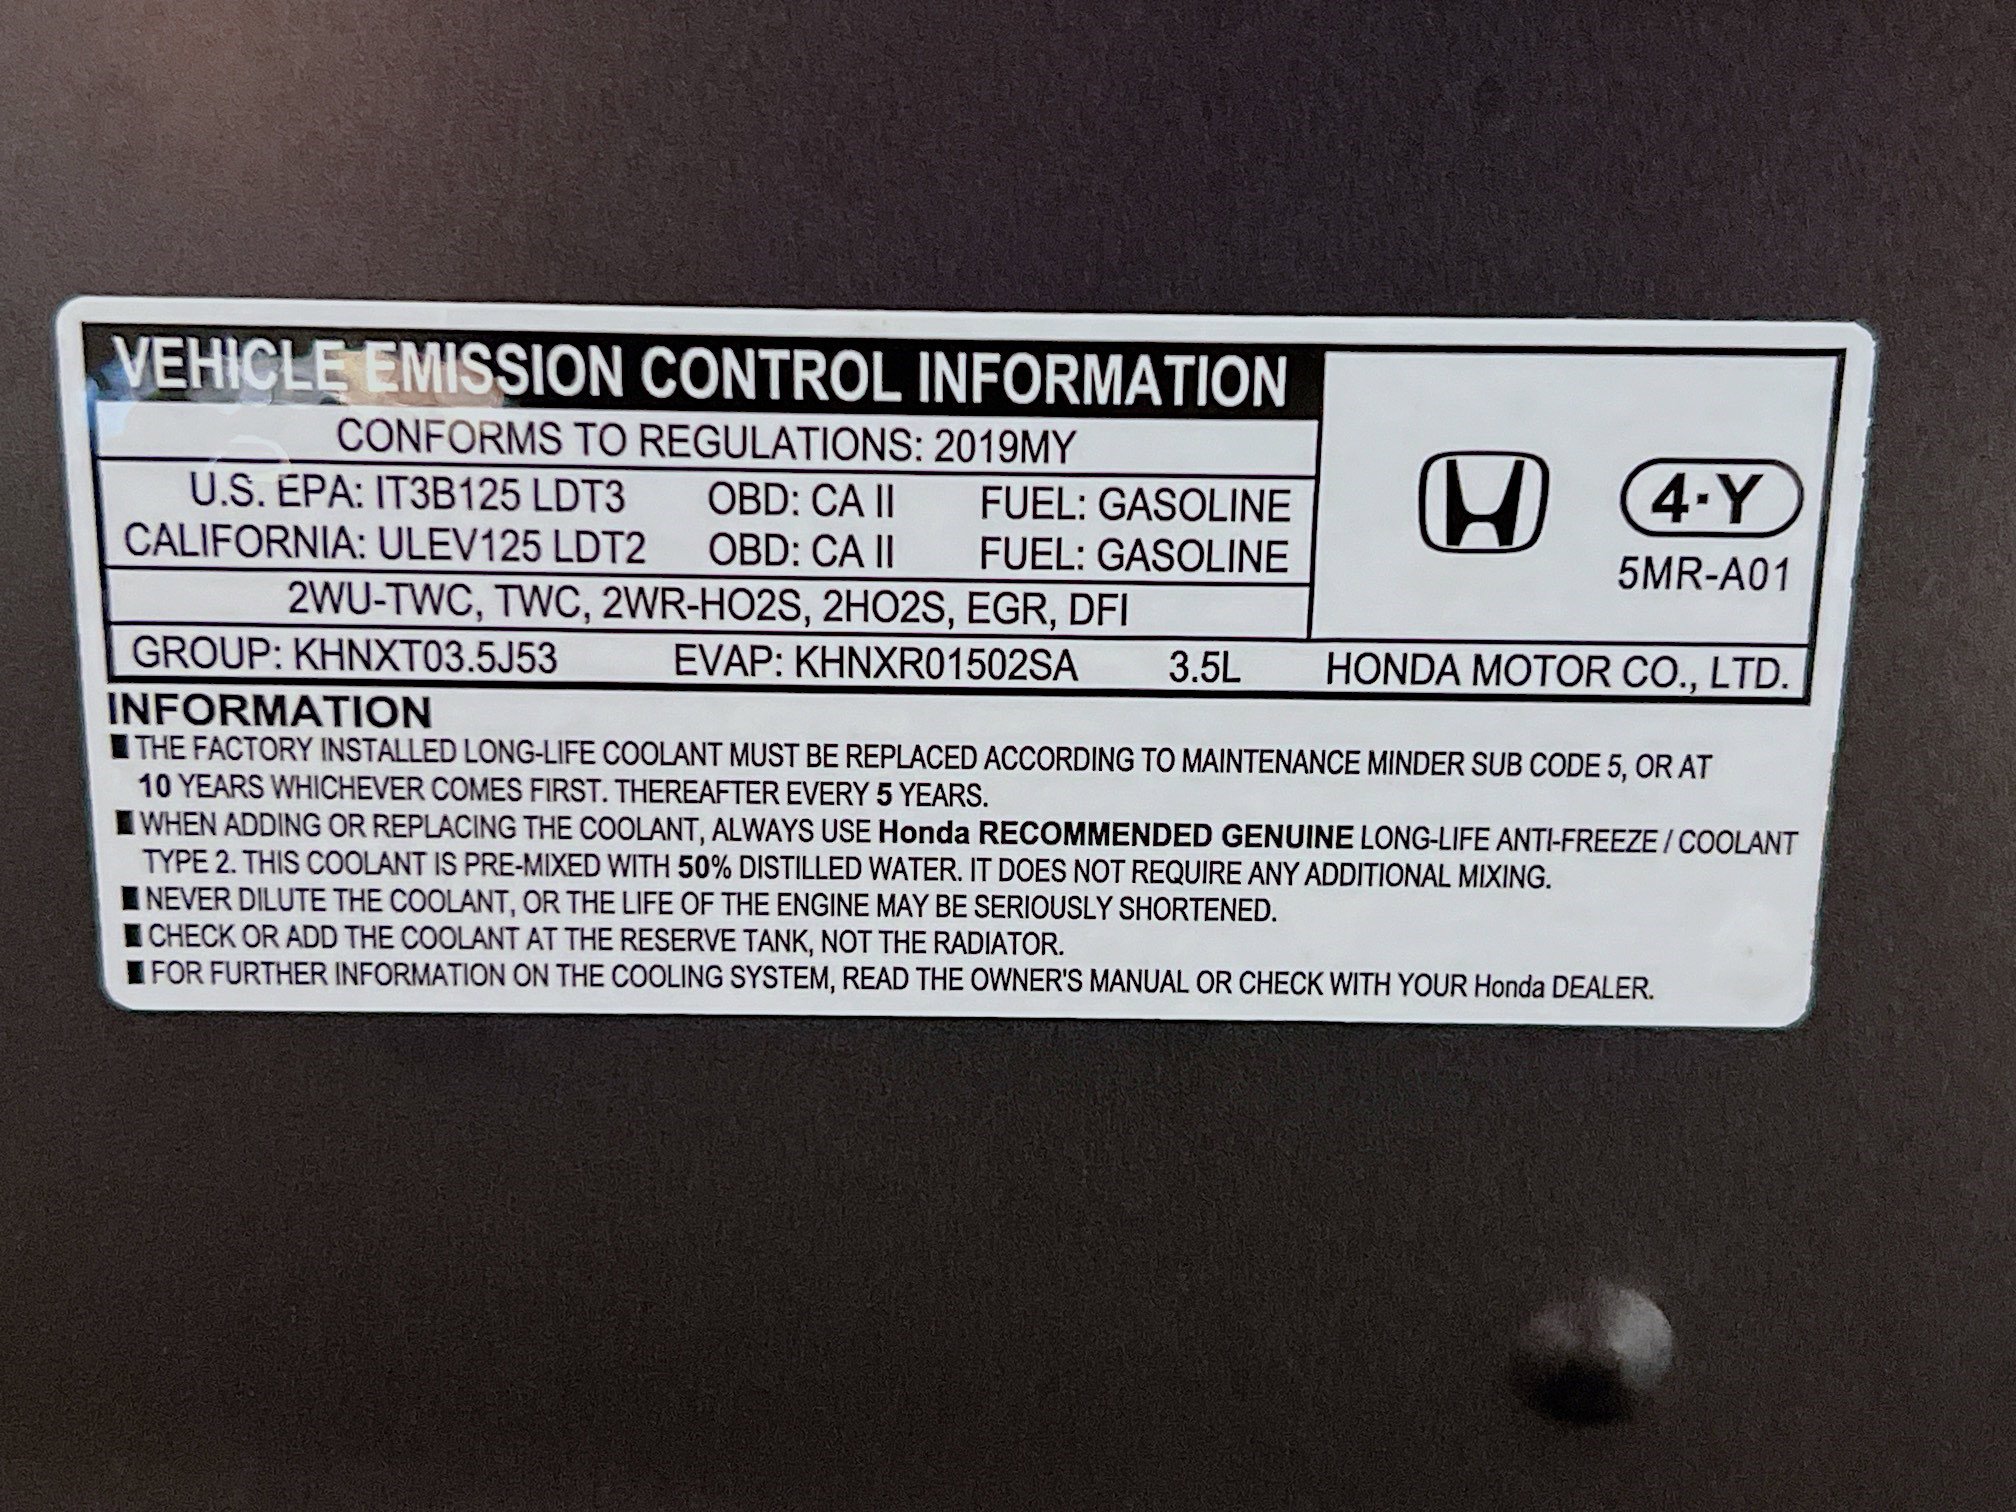 VEHICLE EMISSION CONTROL INFORMATION
CONFORMS TO REGULATIONS: 2019MY
U.S. EPA: IT3B125 LDT3 OBD: CA II FUEL: GASOLINE
CALIFORNIA: ULEV125 LDT2 OBD: CA II FUEL: GASOLINE
4·Y
5MR-A01
2WU-TWC, TWC, 2WR-HO2S, 2HO2S, EGR, DFI
GROUP: KHNXT03.5J53 EVAP: KHNXR01502SA 3.5L HONDA MOTOR CO., LTD.
INFORMATION
■ THE FACTORY INSTALLED LONG-LIFE COOLANT MUST BE REPLACED ACCORDING TO MAINTENANCE MINDER SUB CODE 5, OR AT
10 YEARS WHICHEVER COMES FIRST. THEREAFTER EVERY 5 YEARS.
■ WHEN ADDING OR REPLACING THE COOLANT, ALWAYS USE Honda RECOMMENDED GENUINE LONG-LIFE ANTI-FREEZE / COOLANT
TYPE 2. THIS COOLANT IS PRE-MIXED WITH 50% DISTILLED WATER. IT DOES NOT REQUIRE ANY ADDITIONAL MIXING.
■ NEVER DILUTE THE COOLANT, OR THE LIFE OF THE ENGINE MAY BE SERIOUSLY SHORTENED.
■ CHECK OR ADD THE COOLANT AT THE RESERVE TANK, NOT THE RADIATOR.
■ FOR FURTHER INFORMATION ON THE COOLING SYSTEM, READ THE OWNER'S MANUAL OR CHECK WITH YOUR Honda DEALER.